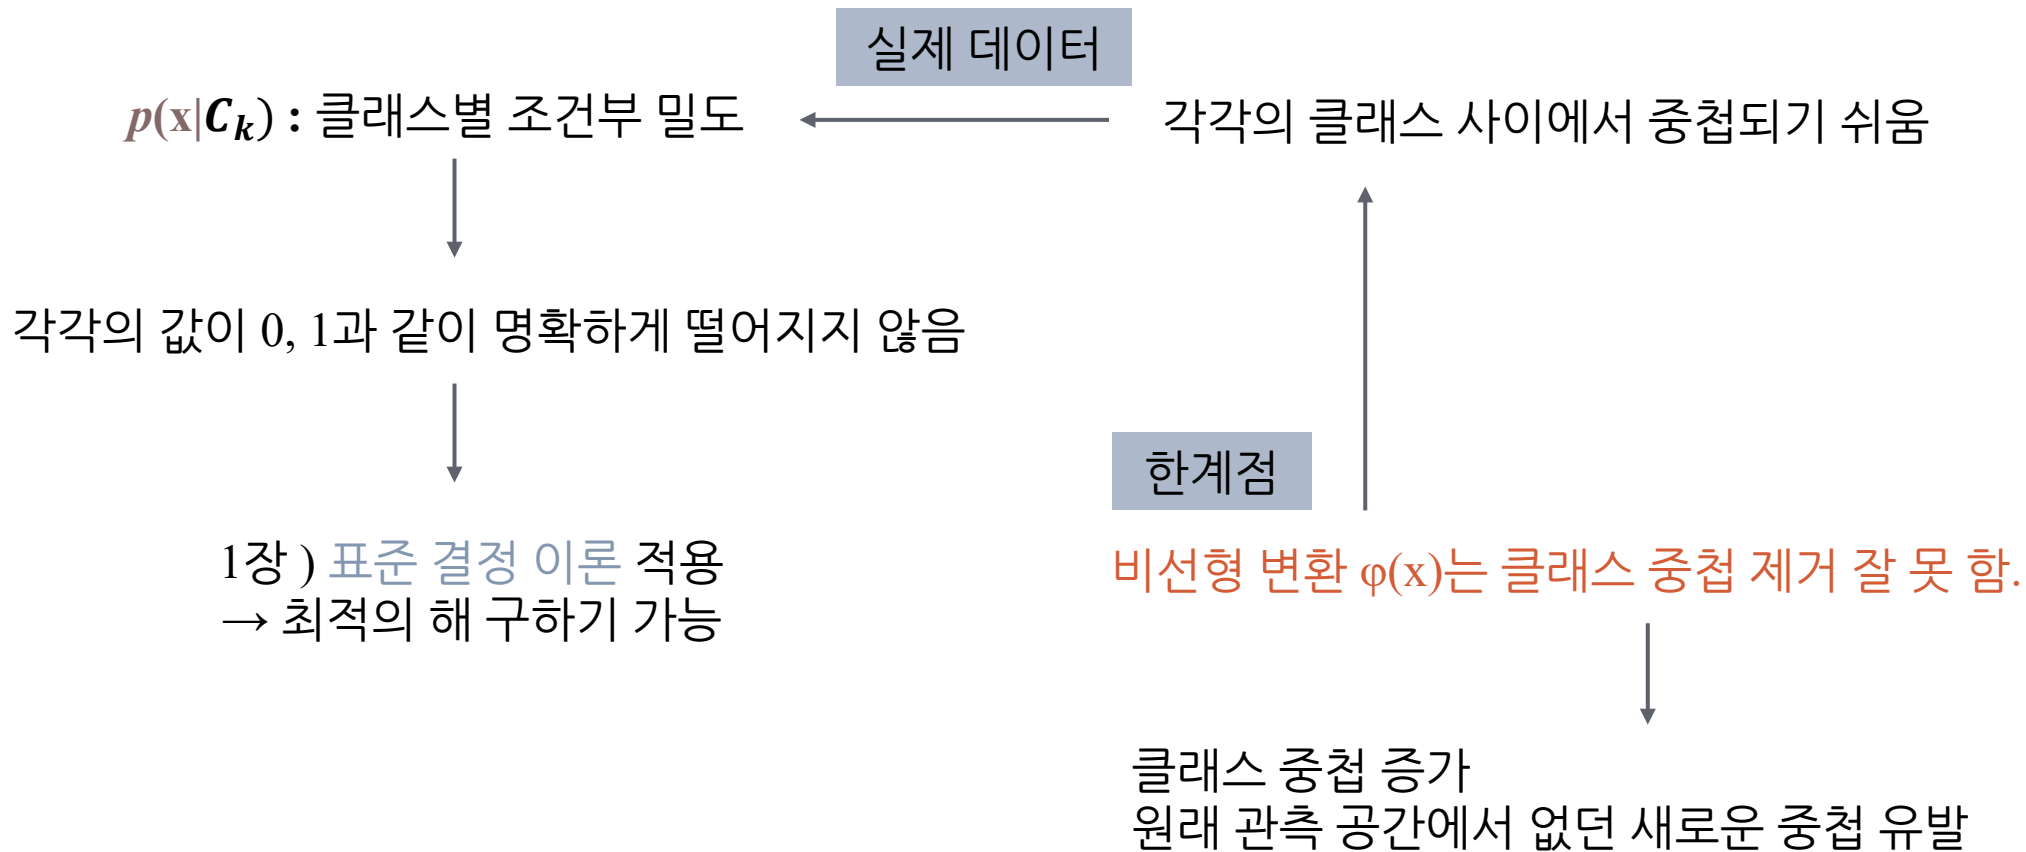 실제 데이터
p(x|C_k) : 클래스별 조건부 밀도
각각의 클래스 사이에서 중첩되기 쉬움
각각의 값이 0, 1과 같이 명확하게 떨어지지 않음
1장 ) 표준 결정 이론 적용
→ 최적의 해 구하기 가능
한계점
비선형 변환 φ(x)는 클래스 중첩 제거 잘 못 함.
클래스 중첩 증가
원래 관측 공간에서 없던 새로운 중첩 유발